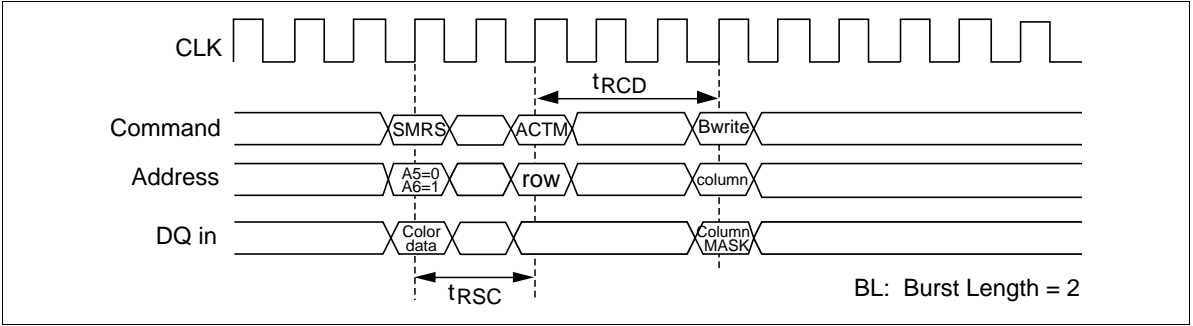 CLK
tRCD
Command SMRS ACTM Bwrite
Address A5=0 A6=1 row column
DQ in Color data Column MASK
tRSC
BL: Burst Length = 2